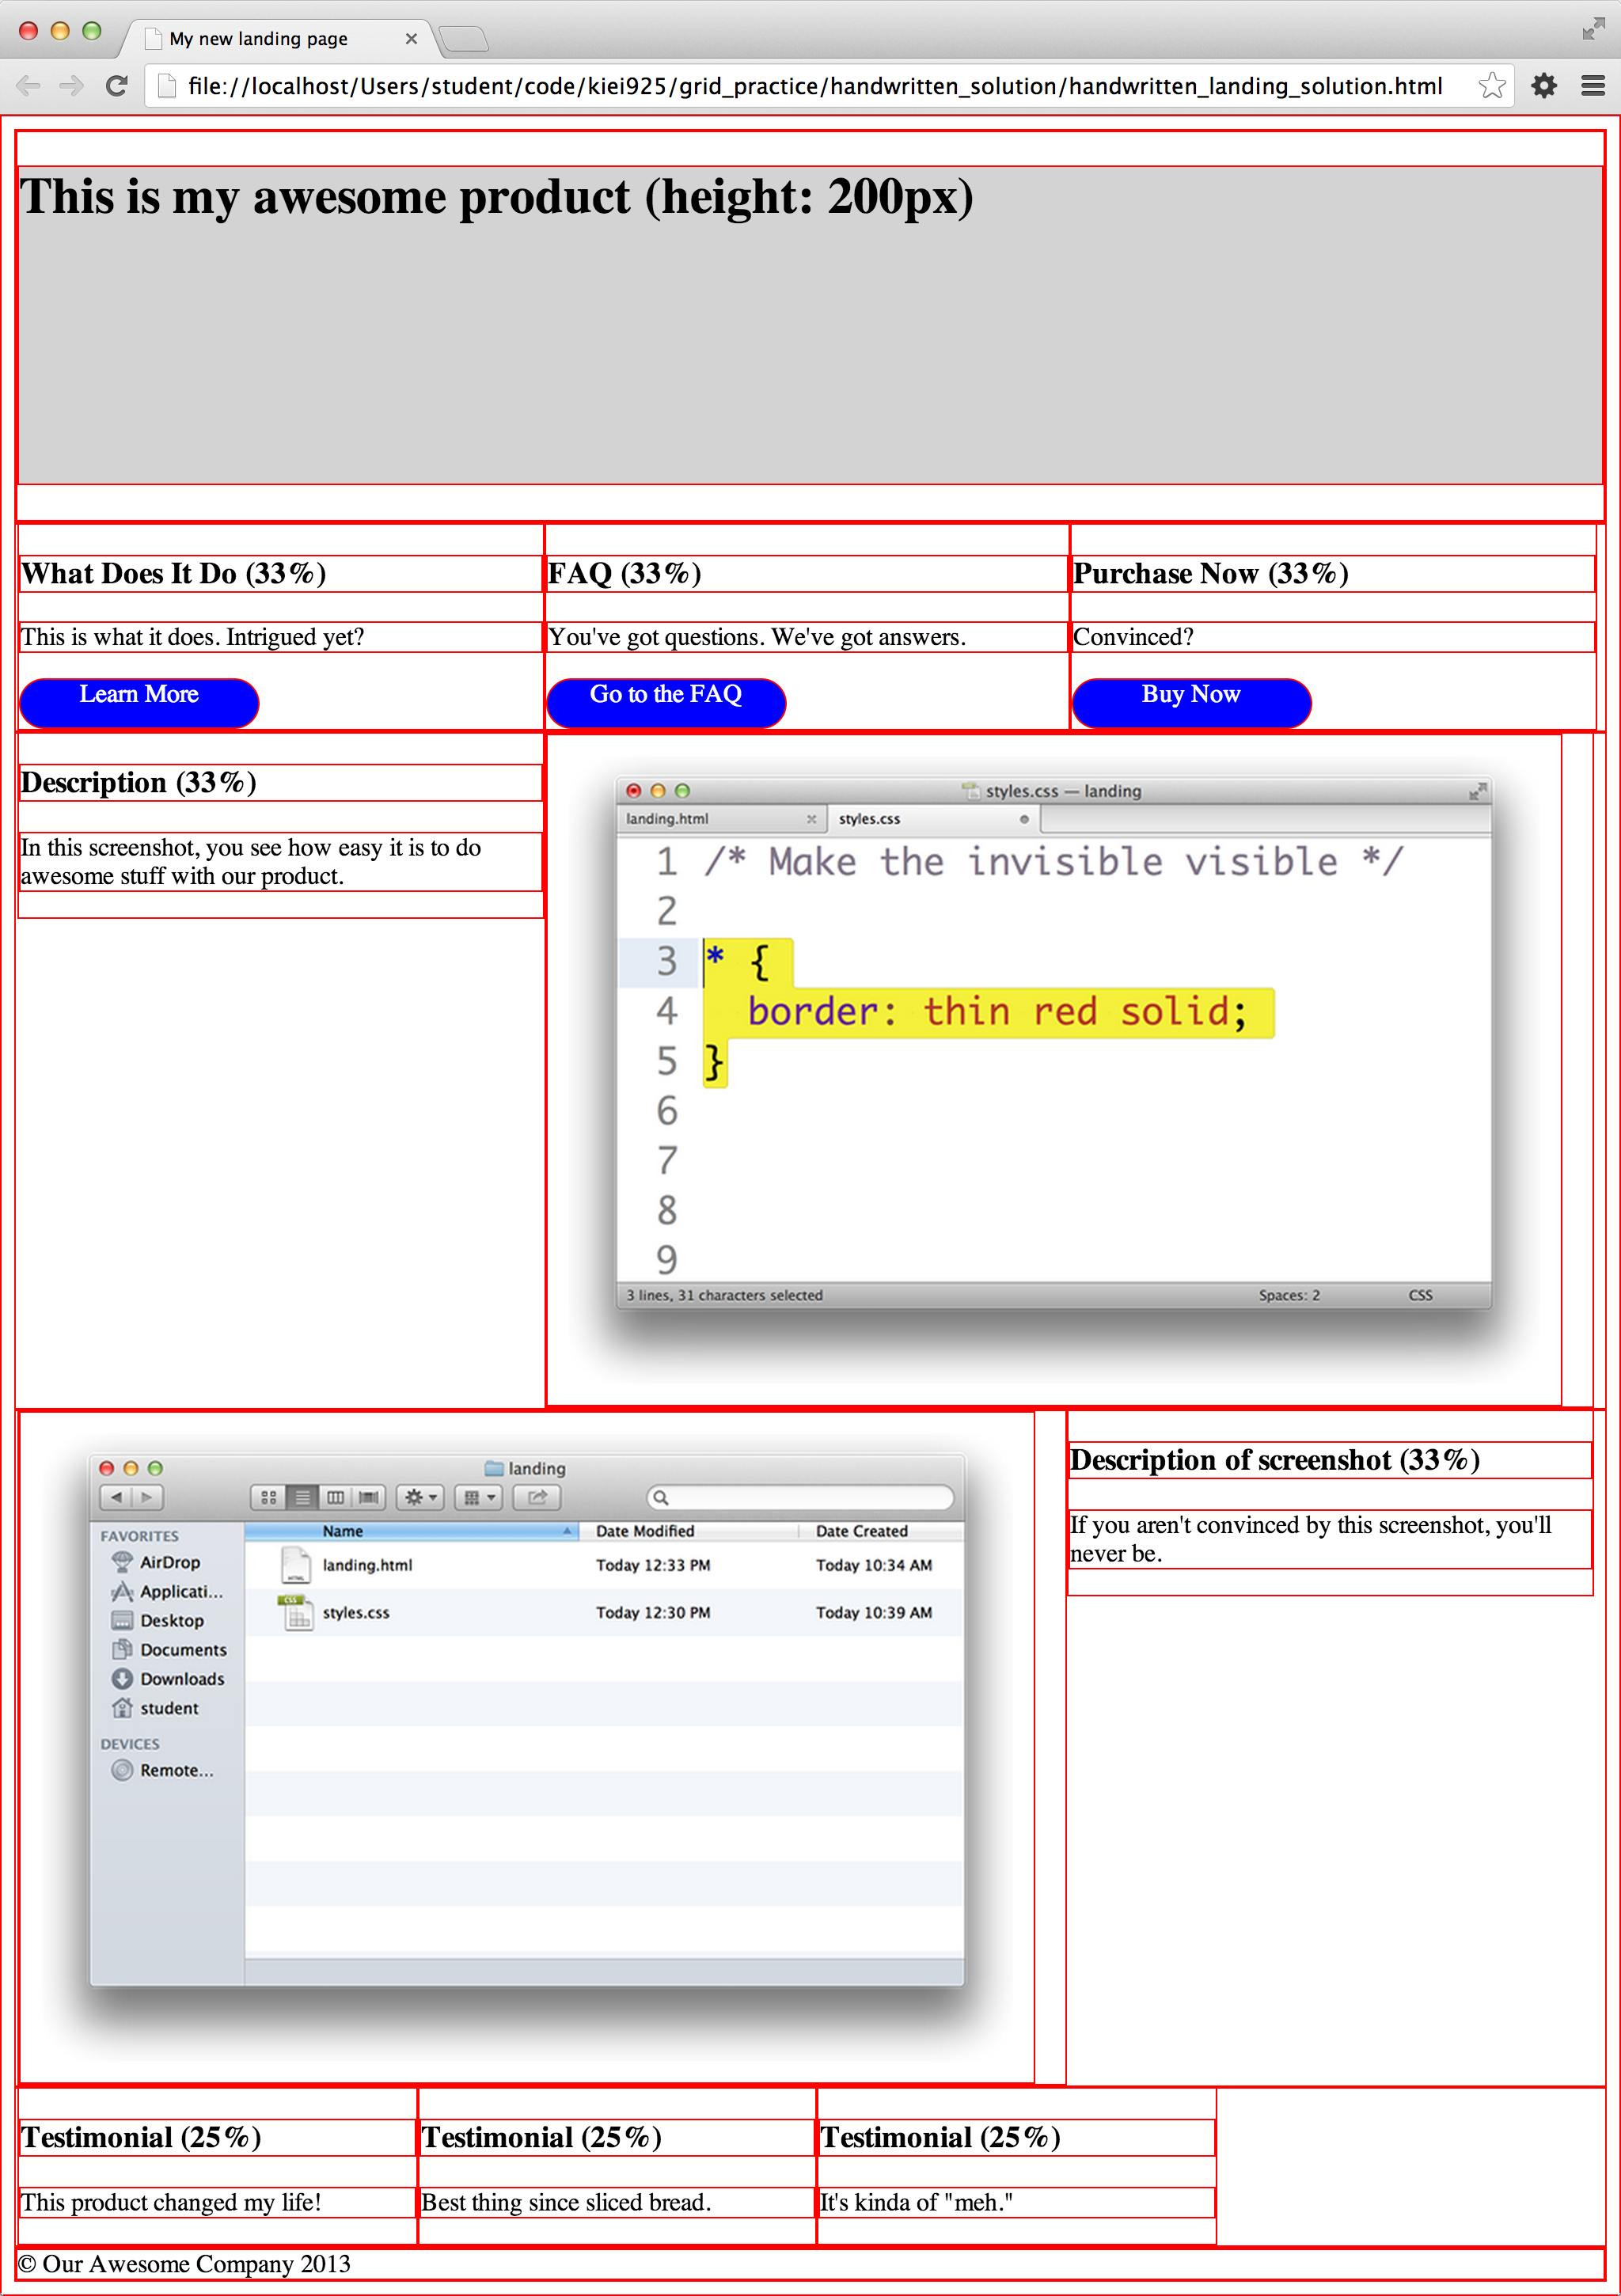 My new landing page
file://localhost/Users/student/code/kiei925/grid_practice/handwritten_solution/handwritten_landing_solution.html
This is my awesome product (height: 200px)
What Does It Do (33%)
This is what it does. Intrigued yet?
Learn More
FAQ (33%)
You've got questions. We've got answers.
Go to the FAQ
Purchase Now (33%)
Convinced?
Buy Now
Description (33%)
In this screenshot, you see how easy it is to do
awesome stuff with our product.
styles.css — landing
landing.html
styles.css
1 /* Make the invisible visible */
2
3 * {
4 border: thin red solid;
5 }
6
7
8
9
3 lines, 31 characters selected
Spaces: 2
CSS
landing
FAVORITES
AirDrop
Applicati...
Desktop
Documents
Downloads
student
DEVICES
Remote...
Name Date Modified Date Created
landing.html Today 12:33 PM Today 10:34 AM
styles.css Today 12:30 PM Today 10:39 AM
Description of screenshot (33%)
If you aren't convinced by this screenshot, you'll
never be.
Testimonial (25%)
This product changed my life!
Testimonial (25%)
Best thing since sliced bread.
Testimonial (25%)
It's kinda of "meh."
© Our Awesome Company 2013